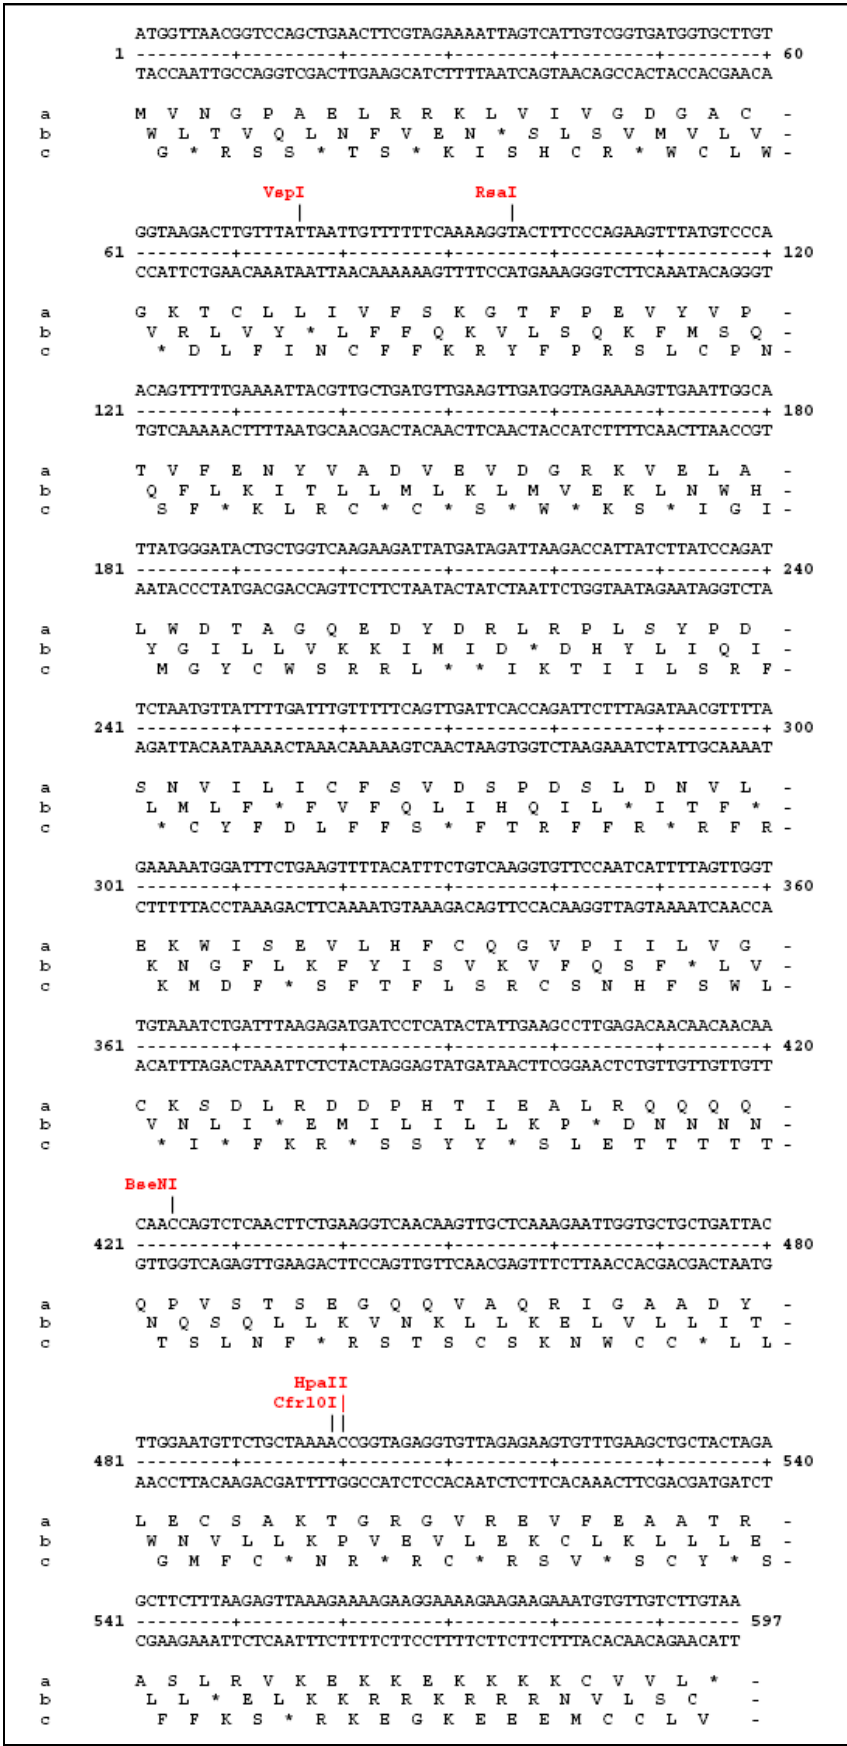 ATGGTTAACGGTCCAGCTGAACTTCGTAGAAAATTAGTCATTGTCGGTGATGGTGCTTGT
1 ---------+---------+---------+---------+---------+---------+ 60
TACCAATTGCCAGGTCGACTTGAAGCATCTTTTAATCAGTAACAGCCACTACCACGAACA
a M V N G P A E L R R K L V I V G D G A C -
b W L T V Q L N F V E N * S L S V M V L V -
c G * R S S * T S * K I S H C R * W C L W -
VspI RsaI
| |
GGTAAGACTTGTTTATTAATTGTTTTTTCAAAAGGTACTTTCCCAGAAGTTTATGTCCCA
61 ---------+---------+---------+---------+---------+---------+ 120
CCATTCTGAACAAATAATTAACAAAAAAGTTTTCCATGAAAGGGTCTTCAAATACAGGGT
a G K T C L L I V F S K G T F P E V Y V P -
b V R L V Y * L F F Q K V L S Q K F M S Q -
c * D L F I N C F F K R Y F P R S L C P N -
ACAGTTTTTGAAAATTACGTTGCTGATGTTGAAGTTGATGGTAGAAAAGTTGAATTGGCA
121 ---------+---------+---------+---------+---------+---------+ 180
TGTCAAAAACTTTTAATGCAACGACTACAACTTCAACTACCATCTTTTCAACTTAACCGT
a T V F E N Y V A D V E V D G R K V E L A -
b Q F L K I T L L M L K L M V E K L N W H -
c S F * K L R C * C * S * W * K S * I G I -
TTATGGGATACTGCTGGTCAAGAAGATTATGATAGATTAAGACCATTATCTTATCCAGAT
181 ---------+---------+---------+---------+---------+---------+ 240
AATACCCTATGACGACCAGTTCTTCTAATACTATCTAATTCTGGTAATAGAATAGGTCTA
a L W D T A G Q E D Y D R L R P L S Y P D -
b Y G I L L V K K I M I D * D H Y L I Q I -
c M G Y C W S R R L * * I K T I I L S R F -
TCTAATGTTATTTTGATTTGTTTTTCAGTTGATTCACCAGATTCTTTAGATAACGTTTTA
241 ---------+---------+---------+---------+---------+---------+ 300
AGATTACAATAAAACTAAACAAAAAGTCAACTAAGTGGTCTAAGAAATCTATTGCAAAAT
a S N V I L I C F S V D S P D S L D N V L -
b L M L F * F V F Q L I H Q I L * I T F * -
c * C Y F D L F F S * F T R F F R * R F R -
GAAAAATGGATTTCTGAAGTTTTACATTTCTGTCAAGGTGTTCCAATCATTTTAGTTGGT
301 ---------+---------+---------+---------+---------+---------+ 360
CTTTTTACCTAAAGACTTCAAAATGTAAAGACAGTTCCACAAGGTTAGTAAAATCAACCA
a E K W I S E V L H F C Q G V P I I L V G -
b K N G F L K F Y I S V K V F Q S F * L V -
c K M D F * S F T F L S R C S N H F S W L -
TGTAAATCTGATTTAAGAGATGATCCTCATACTATTGAAGCCTTGAGACAACAACAACAA
361 ---------+---------+---------+---------+---------+---------+ 420
ACATTTAGACTAAATTCTCTACTAGGAGTATGATAACTTCGGAACTCTGTTGTTGTTGTT
a C K S D L R D D P H T I E A L R Q Q Q Q -
b V N L I * E M I L I L L K P * D N N N N -
c * I * F K R * S S Y Y * S L E T T T T T -
BseNI
|
CAACCAGTCTCAACTTCTGAAGGTCAACAAGTTGCTCAAAGAATTGGTGCTGCTGATTAC
421 ---------+---------+---------+---------+---------+---------+ 480
GTTGGTCAGAGTTGAAGACTTCCAGTTGTTCAACGAGTTTCTTAACCACGACGACTAATG
a Q P V S T S E G Q Q V A Q R I G A A D Y -
b N Q S Q L L K V N K L L K E L V L L I T -
c T S L N F * R S T S C S K N W C C * L L -
HpaII
Cfr10I|
||
TTGGAATGTTCTGCTAAAACCGGTAGAGGTGTTAGAGAAGTGTTTGAAGCTGCTACTAGA
481 ---------+---------+---------+---------+---------+---------+ 540
AACCTTACAAGACGATTTTGGCCATCTCCACAATCTCTTCACAAACTTCGACGATGATCT
a L E C S A K T G R G V R E V F E A A T R -
b W N V L L K P V E V L E K C L K L L L E -
c G M F C * N R * R C * R S V * S C Y * S -
GCTTCTTTAAGAGTTAAAGAAAAGAAGGAAAAGAAGAAGAAATGTGTTGTCTTGTAA
541 ---------+---------+---------+---------+---------+------- 597
CGAAGAAATTCTCAATTTCTTTTCTTCCTTTTCTTCTTCTTTACACAACAGAACATT
a A S L R V K E K K E K K K K C V V L * -
b L L * E L K K R R K R R R N V L S C -
c F F K S * R K E G K E E E M C C L V -